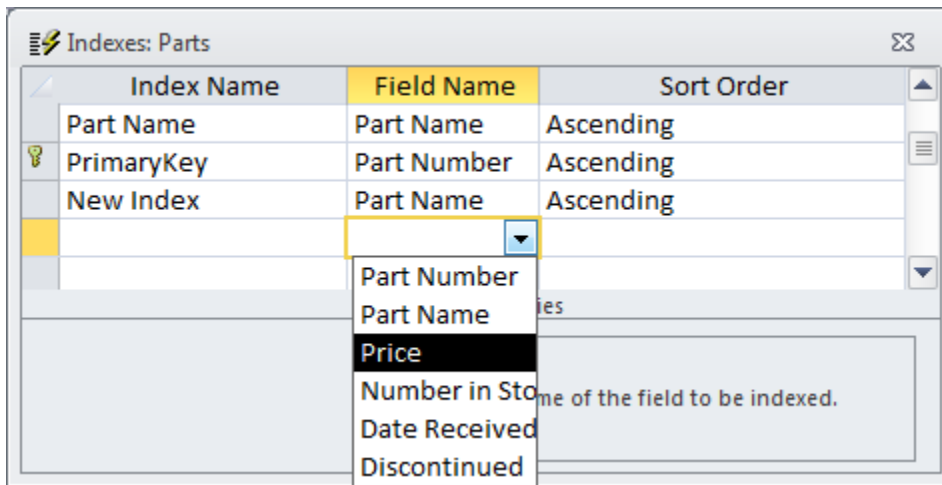 Indexes: Parts
Index Name Field Name Sort Order
Part Name Part Name Ascending
PrimaryKey Part Number Ascending
New Index Part Name Ascending
Part Number
Part Name
Price
Number in Sto
of the field to be indexed.
Date Received
Discontinued